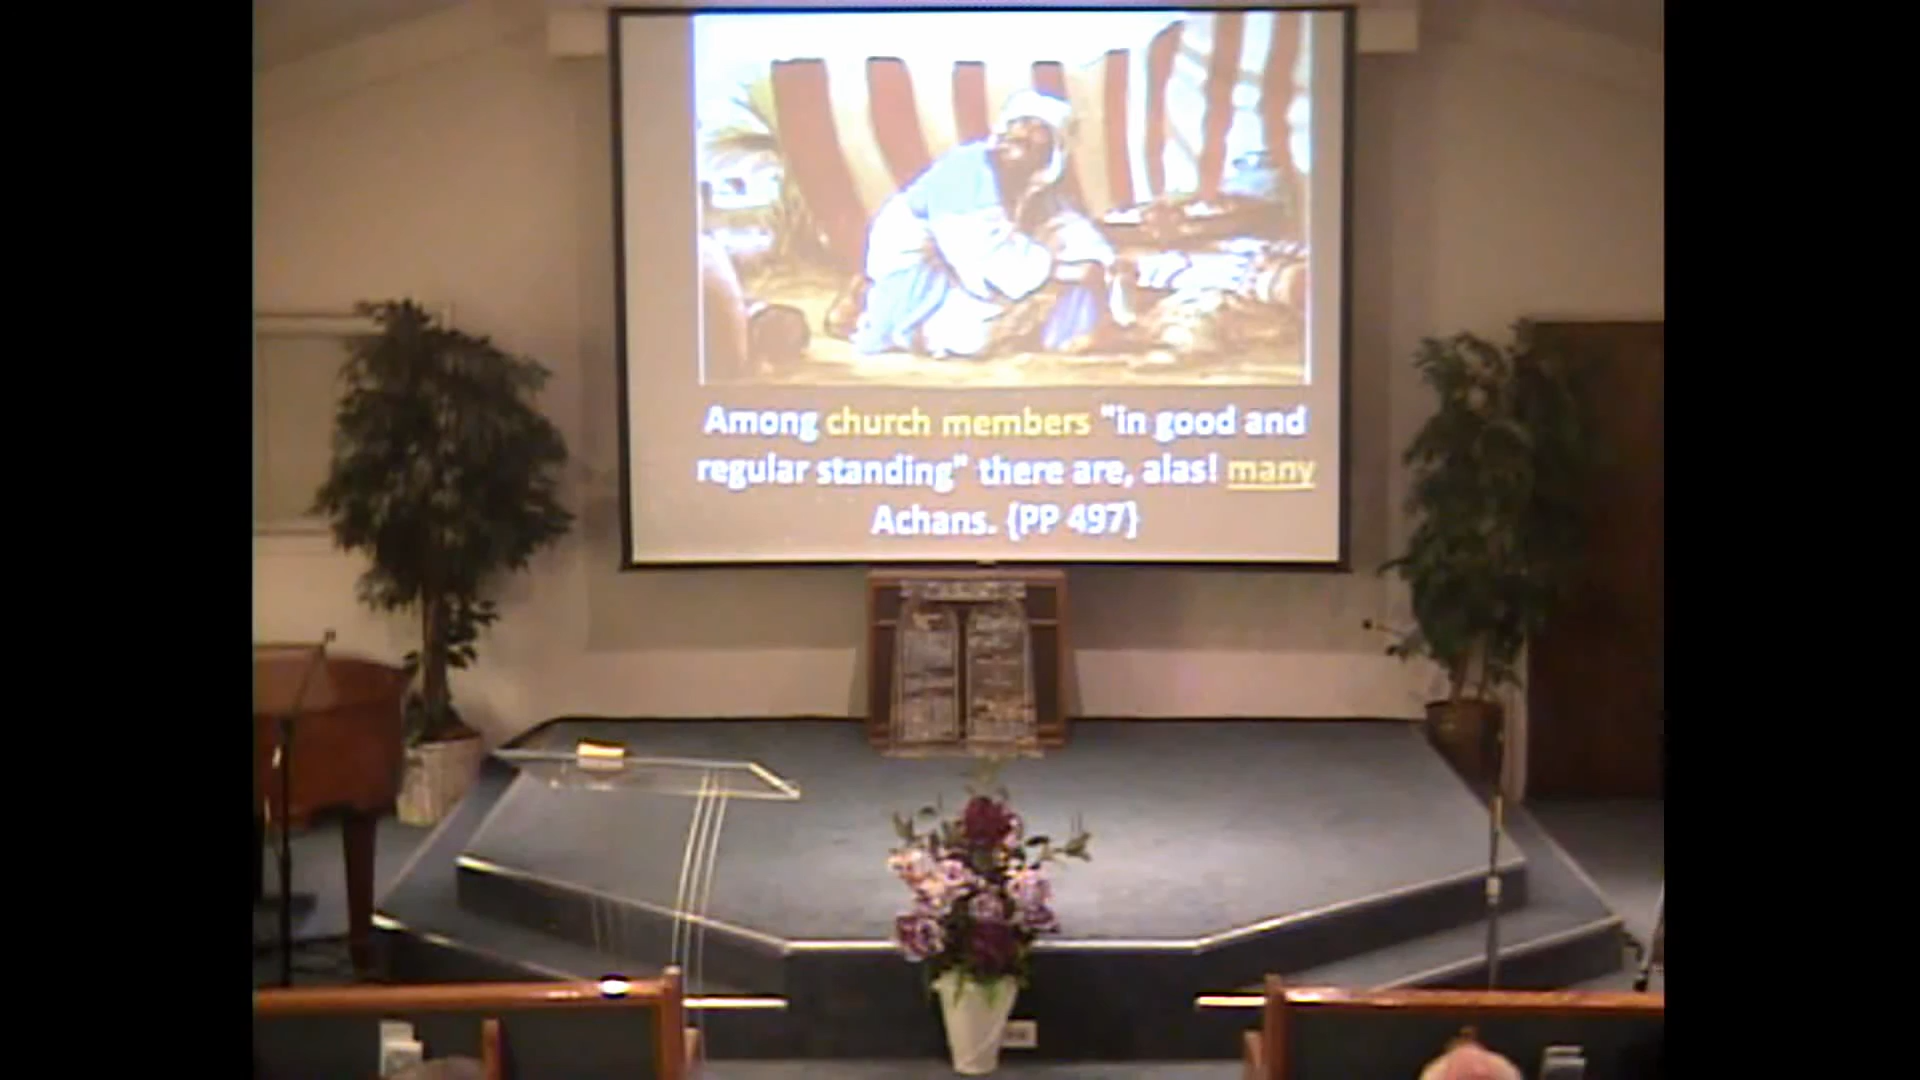 Among church members "in good and
regular standing" there are, alas! many
Achans. {PP 497}